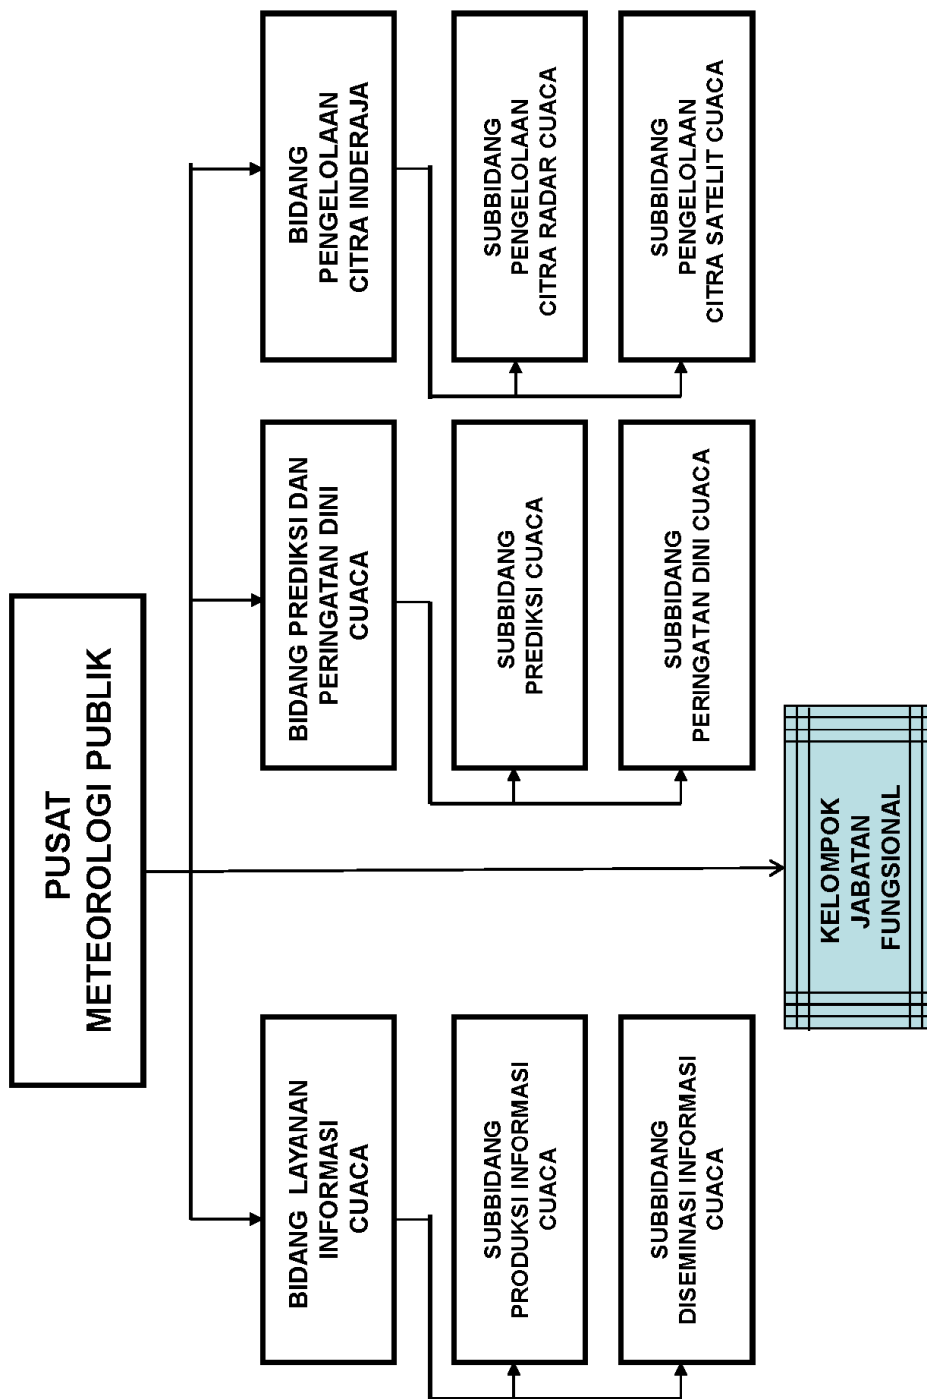 PUSAT
METEOROLOGI PUBLIK
BIDANG LAYANAN
INFORMASI
CUACA
BIDANG PREDIKSI DAN
PERINGATAN DINI
CUACA
BIDANG
PENGELOLAAN
CITRA INDERAJA
SUBBIDANG
PRODUKSI INFORMASI
CUACA
SUBBIDANG
PREDIKSI CUACA
SUBBIDANG
PENGELOLAAN
CITRA RADAR CUACA
SUBBIDANG
DISEMINASI INFORMASI
CUACA
SUBBIDANG
PERINGATAN DINI CUACA
SUBBIDANG
PENGELOLAAN
CITRA SATELIT CUACA
KELOMPOK
JABATAN
FUNGSIONAL